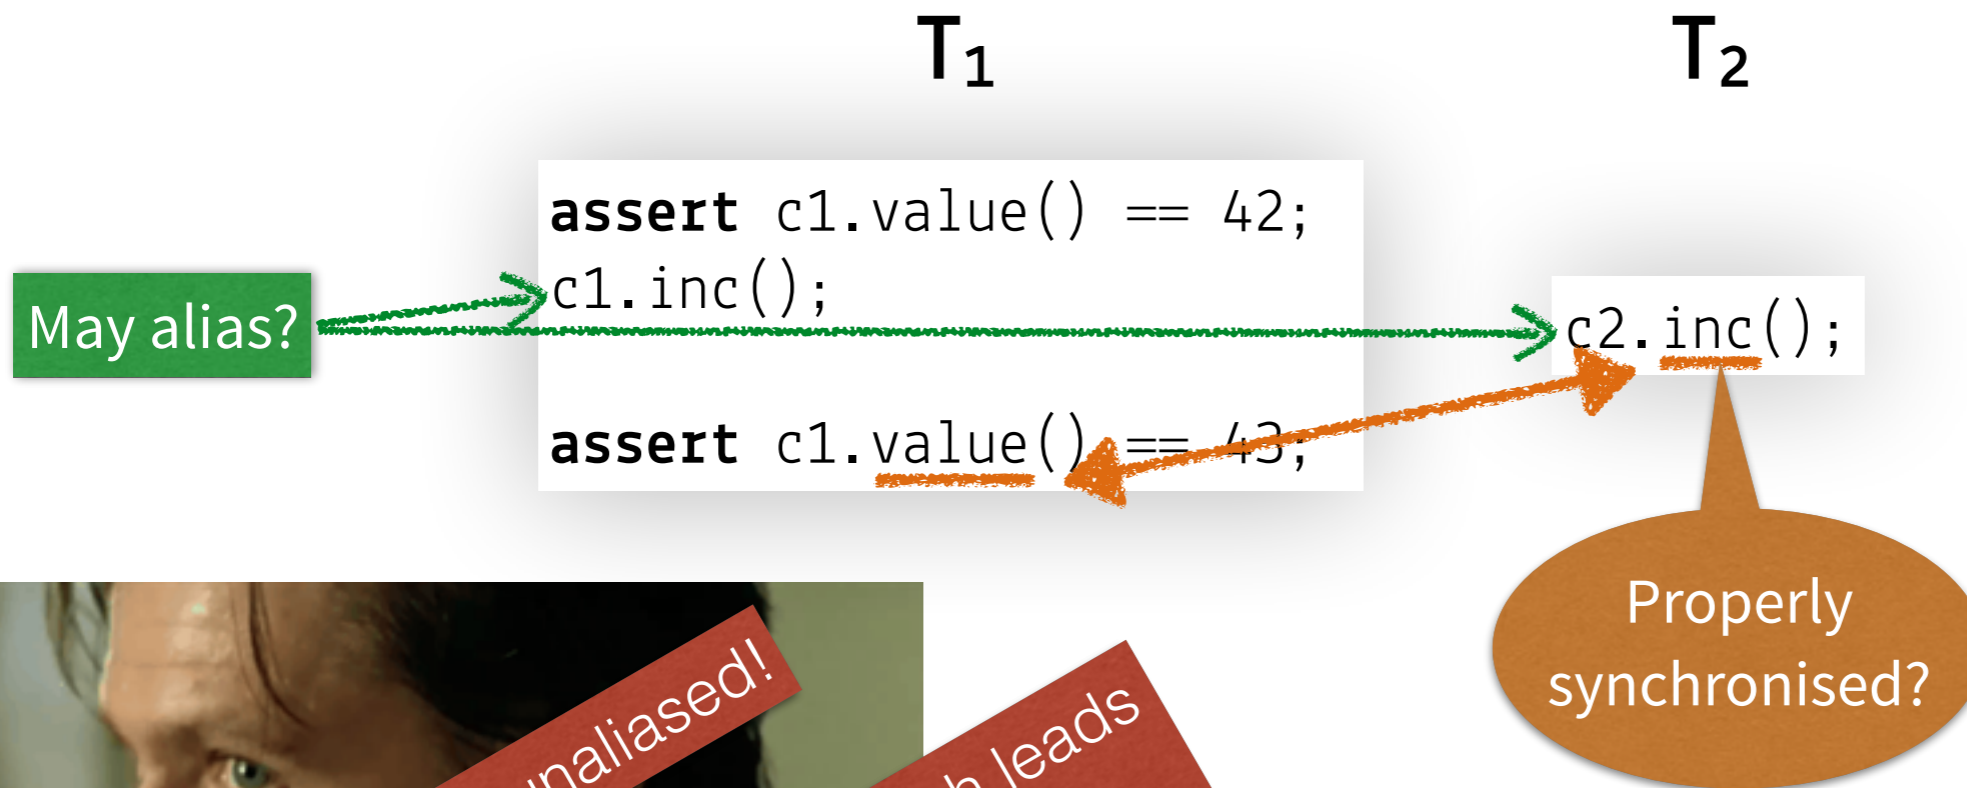 T₁ T₂
assert c1.value() == 42;
c1.inc();
May alias?
c2.inc();
assert c1.value() == 43;
Properly
synchronised?
unaliased!
leads